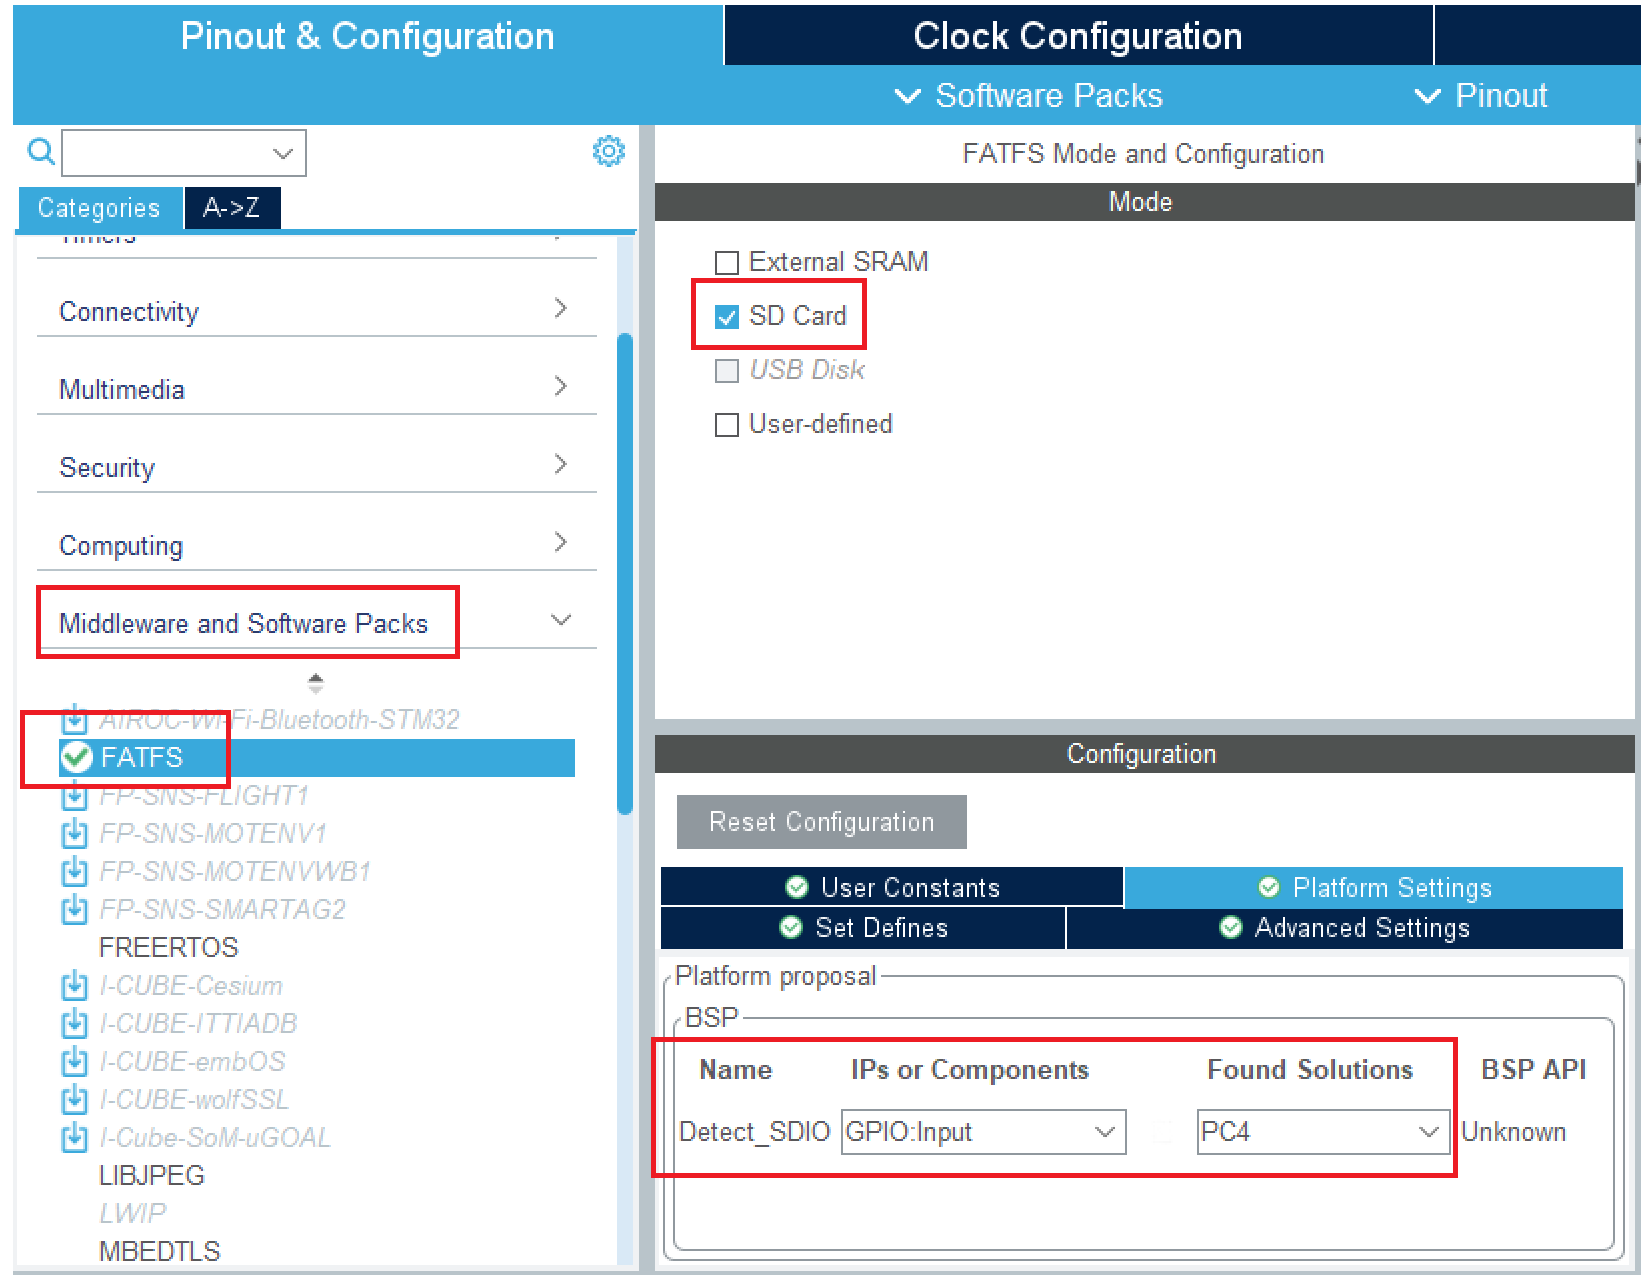 Pinout & Configuration
Clock Configuration
Software Packs
Pinout
Categories
A->Z
Timers
Connectivity
Multimedia
Security
Computing
Middleware and Software Packs
AIROC-Wi-Fi-Bluetooth-STM32
FATFS
FP-SNS-FLIGHT1
FP-SNS-MOTENV1
FP-SNS-MOTENVWB1
FP-SNS-SMARTAG2
FREERTOS
I-CUBE-Cesium
I-CUBE-ITTIADB
I-CUBE-embOS
I-CUBE-wolfSSL
I-Cube-SoM-uGOAL
LIBJPEG
LWIP
MBEDTLS
FATFS Mode and Configuration
Mode
External SRAM
SD Card
USB Disk
User-defined
Configuration
Reset Configuration
User Constants
Platform Settings
Set Defines
Advanced Settings
Platform proposal
BSP
Name IPs or Components Found Solutions BSP API
Detect_SDIO GPIO:Input PC4 Unknown